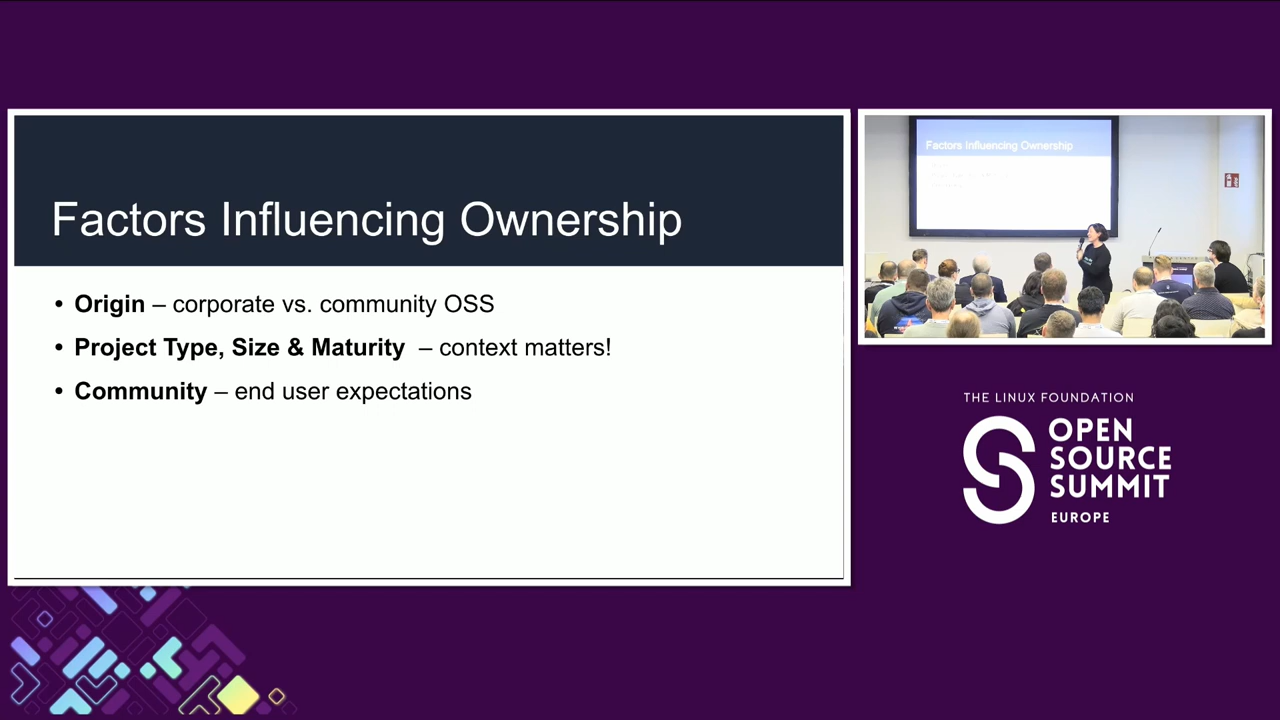 Factors Influencing Ownership
• Origin – corporate vs. community OSS
• Project Type, Size & Maturity – context matters!
• Community – end user expectations
Factors Influencing Ownership
THE LINUX FOUNDATION
OPEN
SOURCE
SUMMIT
EUROPE